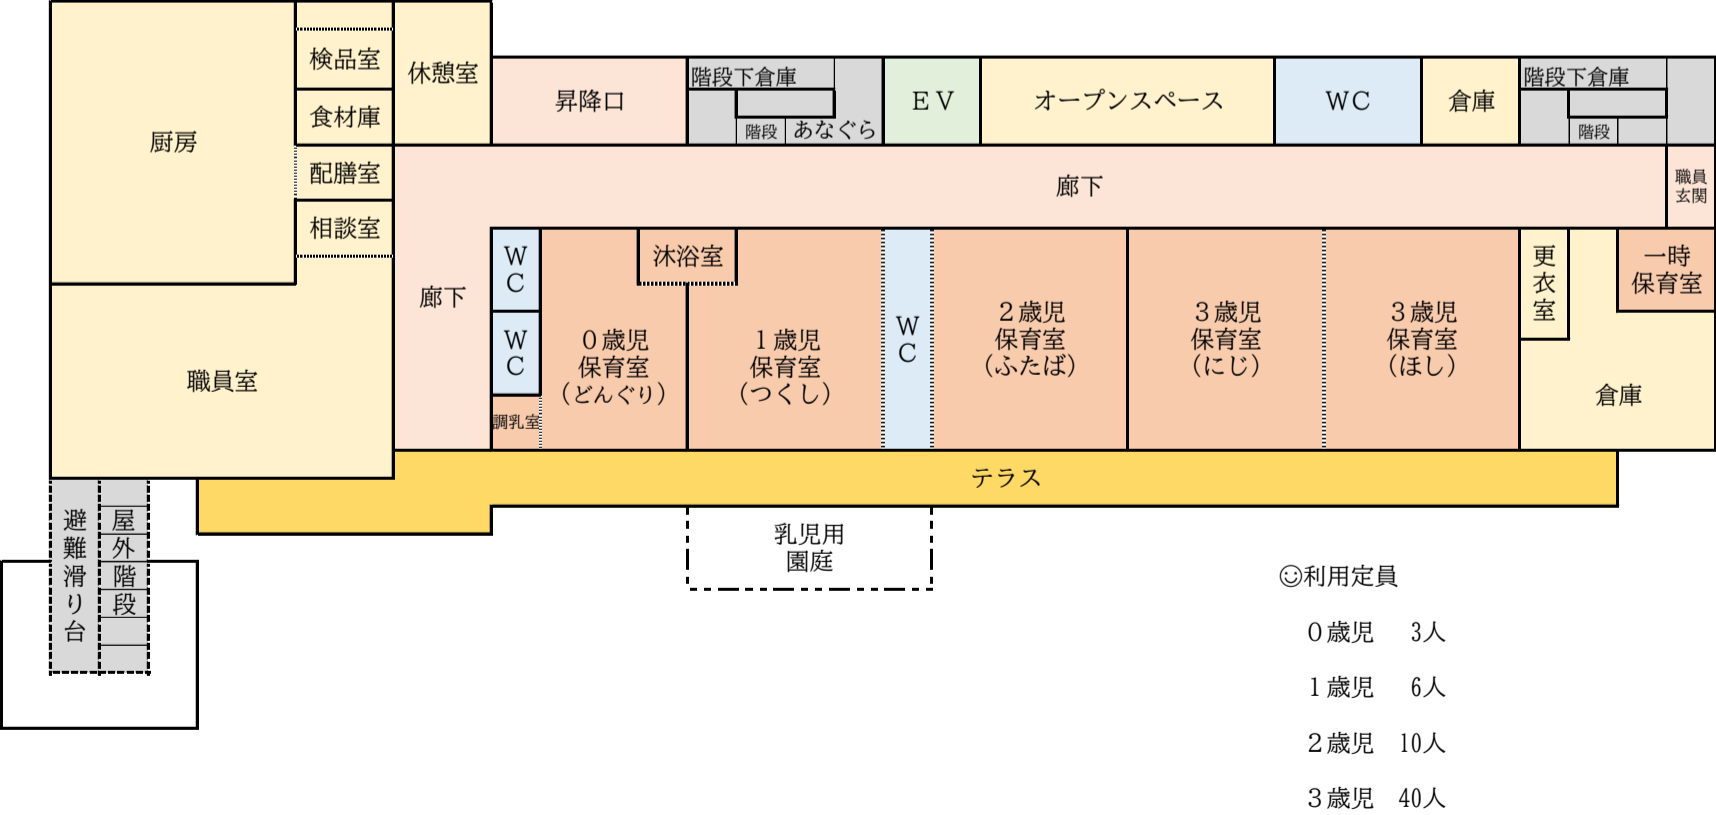 検品室
休憩室
食材庫
厨房
配膳室
相談室
昇降口
階段下倉庫
階段
あなぐら
ＥＶ
オープンスペース
ＷＣ
倉庫
階段下倉庫
階段
廊下
職員
玄関
廊下
ＷＣ
ＷＣ
調乳室
沐浴室
０歳児
保育室
（どんぐり）
１歳児
保育室
（つくし）
ＷＣ
２歳児
保育室
（ふたば）
３歳児
保育室
（にじ）
３歳児
保育室
（ほし）
更衣室
一時
保育室
倉庫
職員室
テラス
避難滑り台
屋外階段
乳児用
園庭
☺利用定員
０歳児　3人
１歳児　6人
２歳児　10人
３歳児　40人